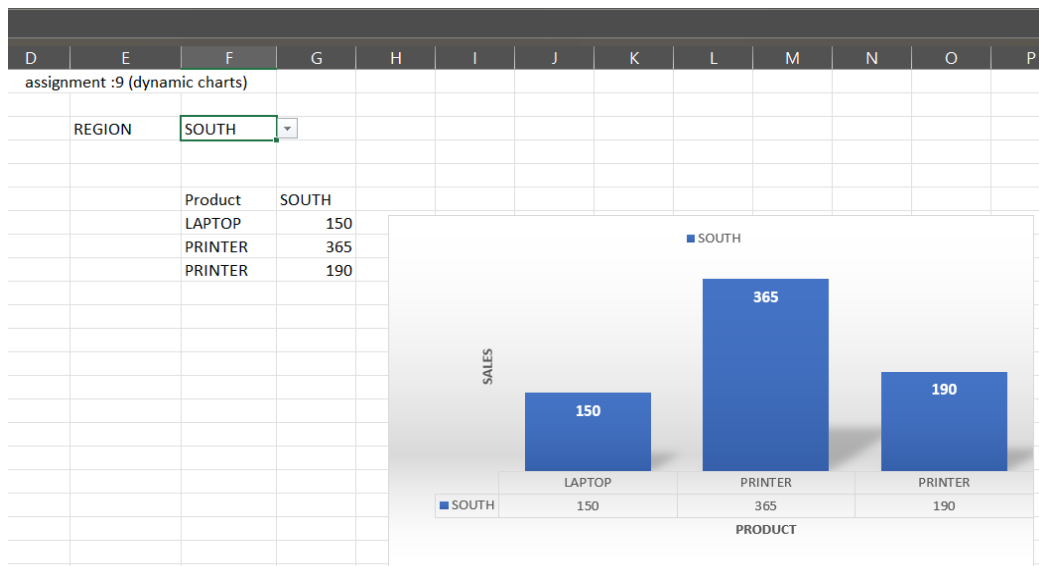 D E F G H I J K L M N O P
assignment :9 (dynamic charts)
REGION SOUTH
Product SOUTH
LAPTOP 150
PRINTER 365
PRINTER 190
SOUTH
365
SALES
190
150
LAPTOP PRINTER PRINTER
SOUTH 150 365 190
PRODUCT